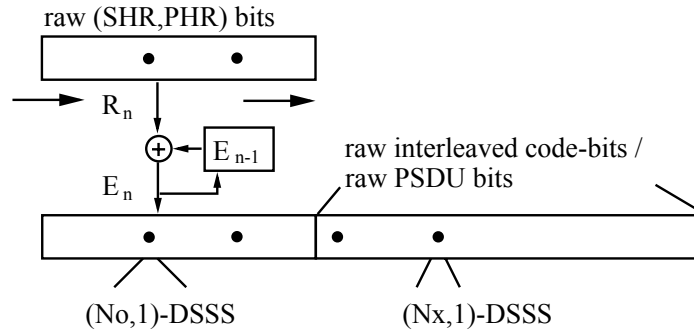 raw (SHR,PHR) bits
R n
E n-1
E n
raw interleaved code-bits /
raw PSDU bits
(No,1)-DSSS
(Nx,1)-DSSS